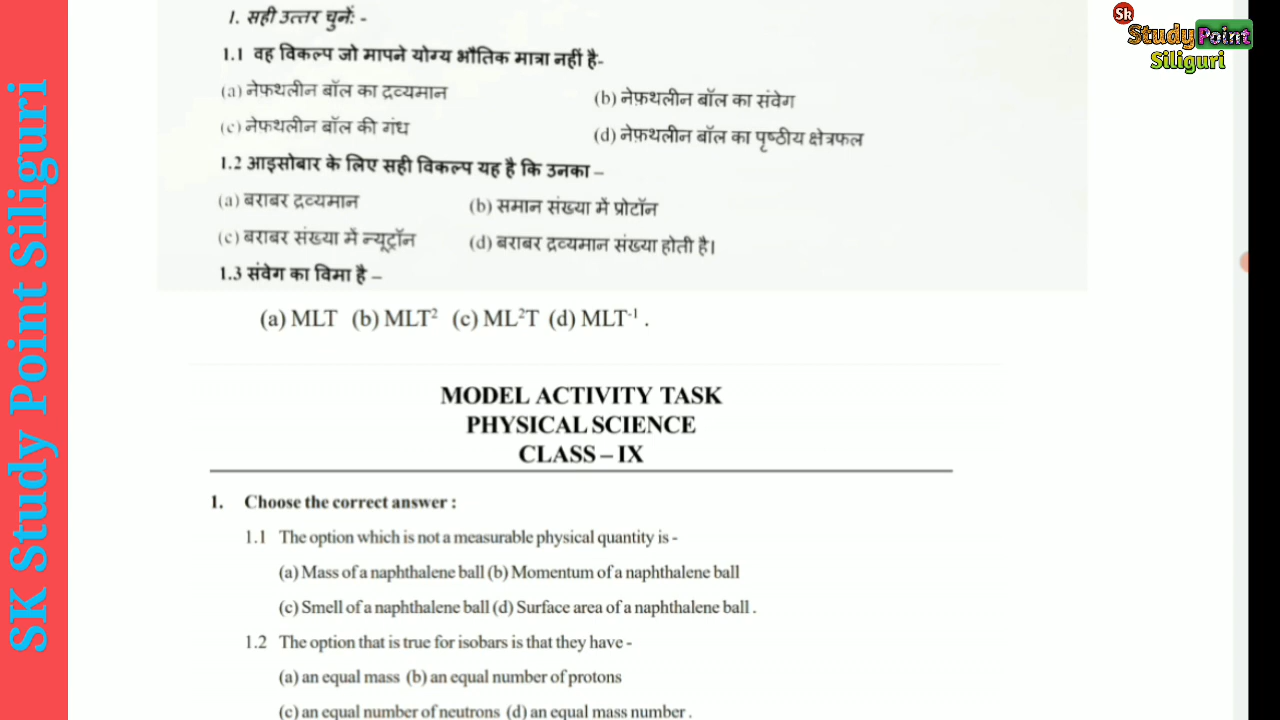 SK Study Point Siliguri
Sk
Study Point
Siliguri
1. सही उत्तर चुनें: -
1.1 वह विकल्प जो मापने योग्य भौतिक मात्रा नहीं है-
(a) नेफ़थलीन बॉल का द्रव्यमान (b) नेफ़थलीन बॉल का संवेग
(c) नेफ़थलीन बॉल की गंध (d) नेफ़थलीन बॉल का पृष्ठीय क्षेत्रफल
1.2 आइसोबार के लिए सही विकल्प यह है कि उनका –
(a) बराबर द्रव्यमान (b) समान संख्या में प्रोटॉन
(c) बराबर संख्या में न्यूट्रॉन (d) बराबर द्रव्यमान संख्या होती है।
1.3 संवेग का विमा है –
(a) MLT (b) MLT² (c) ML²T (d) MLT⁻¹ .
MODEL ACTIVITY TASK
PHYSICAL SCIENCE
CLASS – IX
1. Choose the correct answer :
1.1 The option which is not a measurable physical quantity is -
(a) Mass of a naphthalene ball (b) Momentum of a naphthalene ball
(c) Smell of a naphthalene ball (d) Surface area of a naphthalene ball .
1.2 The option that is true for isobars is that they have -
(a) an equal mass (b) an equal number of protons
(c) an equal number of neutrons (d) an equal mass number .